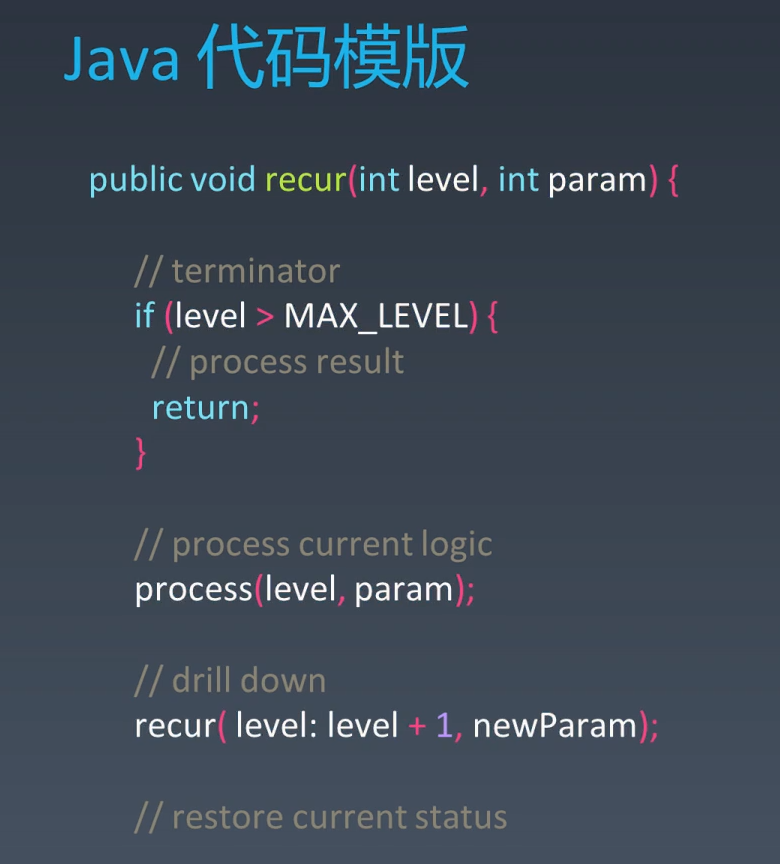 Java 代码模版
public void recur(int level, int param) {
// terminator
if (level > MAX_LEVEL) {
// process result
return;
}
// process current logic
process(level, param);
// drill down
recur( level: level + 1, newParam);
// restore current status